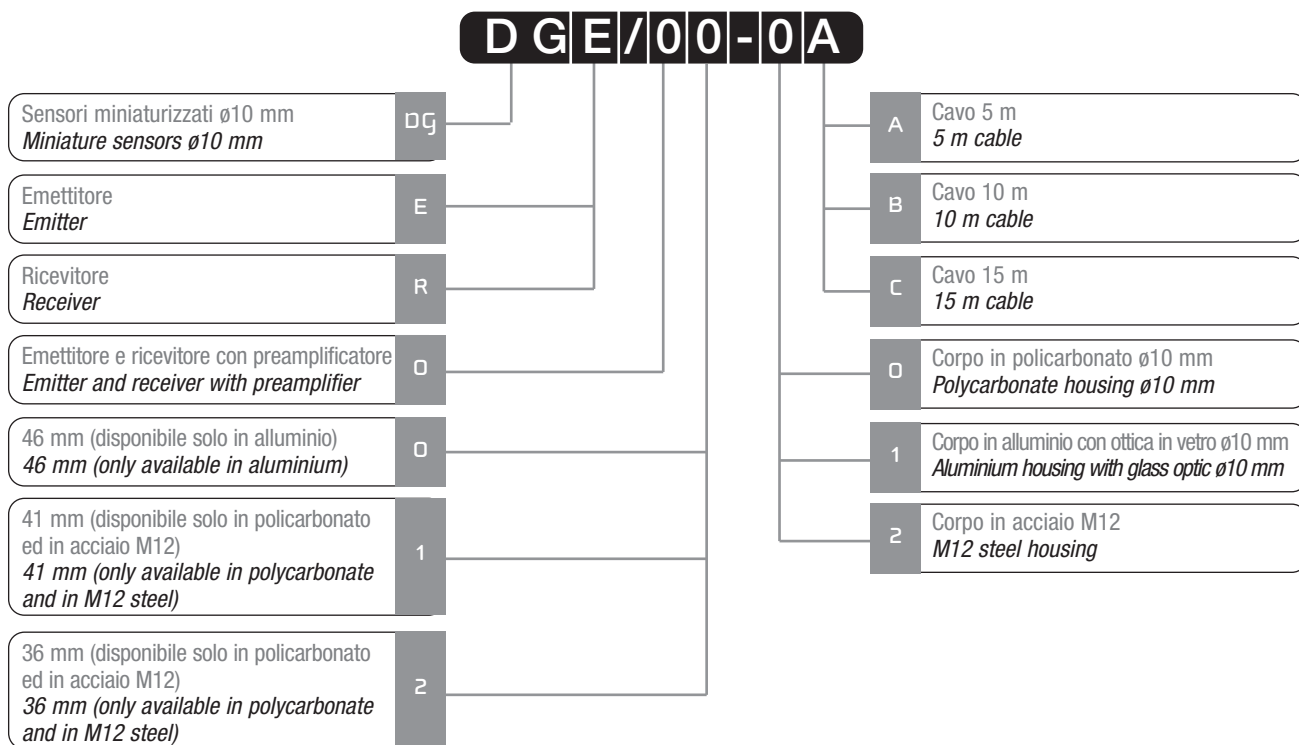 DGE/00-0A
Sensori miniaturizzati ø10 mm
Miniature sensors ø10 mm
DG
Emettitore
Emitter
E
Ricevitore
Receiver
R
Emettitore e ricevitore con preamplificatore
Emitter and receiver with preamplifier
0
46 mm (disponibile solo in alluminio)
46 mm (only available in aluminium)
0
41 mm (disponibile solo in policarbonato
ed in acciaio M12)
41 mm (only available in polycarbonate
and in M12 steel)
1
36 mm (disponibile solo in policarbonato
ed in acciaio M12)
36 mm (only available in polycarbonate
and in M12 steel)
2
A
Cavo 5 m
5 m cable
B
Cavo 10 m
10 m cable
C
Cavo 15 m
15 m cable
0
Corpo in policarbonato ø10 mm
Polycarbonate housing ø10 mm
1
Corpo in alluminio con ottica in vetro ø10 mm
Aluminium housing with glass optic ø10 mm
2
Corpo in acciaio M12
M12 steel housing